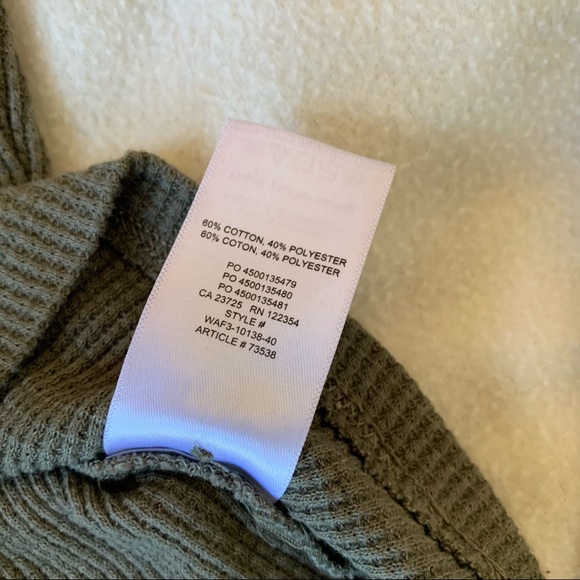 60% COTTON, 40% POLYESTER
60% COTON, 40% POLYESTER
PO 4500135479
PO 4500135480
PO 4500135481
CA 23725 RN 122354
STYLE #
WAF3-10138-40
ARTICLE # 73538